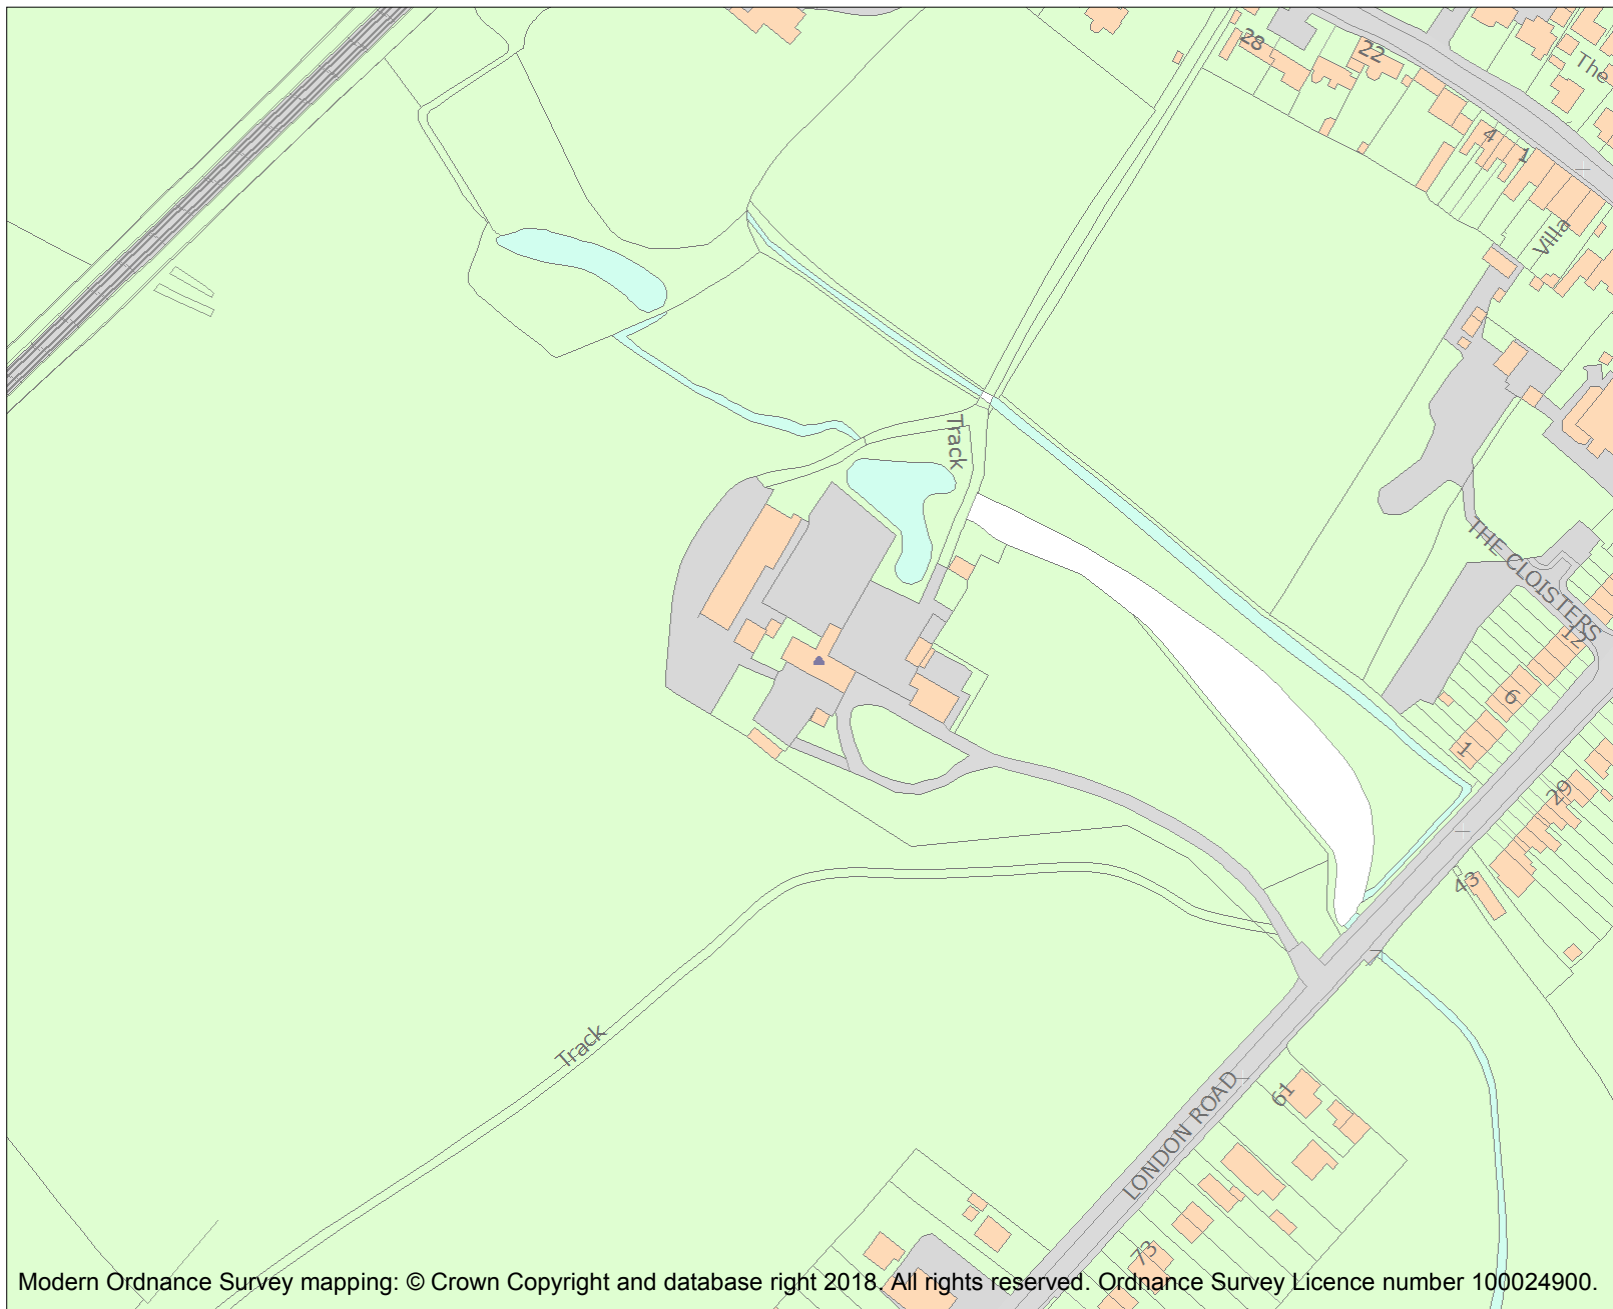 28
22
The
4
1
Villa
Track
THE CLOISTERS
12
6
1
29
43
Track
61
LONDON ROAD
73
Modern Ordnance Survey mapping: © Crown Copyright and database right 2018. All rights reserved. Ordnance Survey Licence number 100024900.